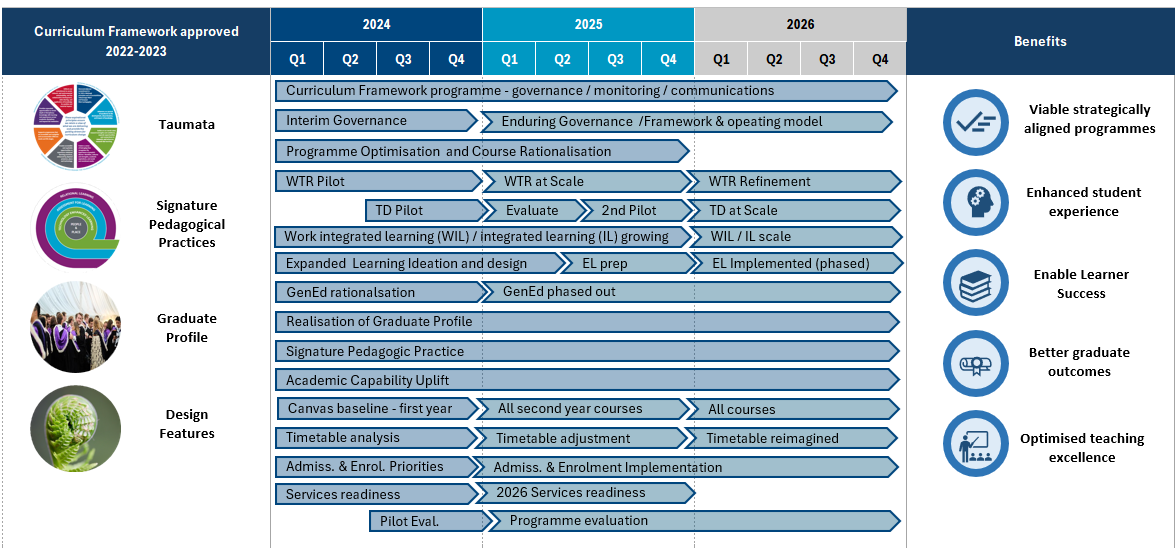 Curriculum Framework approved
2022-2023
2024
2025
2026
Benefits
Q1 Q2 Q3 Q4 Q1 Q2 Q3 Q4 Q1 Q2 Q3 Q4
Taumata
Signature
Pedagogical
Practices
PEOPLE
&
PLACE
Graduate
Profile
Design
Features
Curriculum Framework programme - governance / monitoring / communications
Interim Governance
Enduring Governance /Framework & opeating model
Programme Optimisation and Course Rationalisation
WTR Pilot
WTR at Scale
WTR Refinement
TD Pilot
Evaluate
2nd Pilot
TD at Scale
Work integrated learning (WIL) / integrated learning (IL) growing
WIL / IL scale
Expanded Learning Ideation and design
EL prep
EL Implemented (phased)
GenEd rationalsation
GenEd phased out
Realisation of Graduate Profile
Signature Pedagogic Practice
Academic Capability Uplift
Canvas baseline - first year
All second year courses
All courses
Timetable analysis
Timetable adjustment
Timetable reimagined
Admiss. & Enrol. Priorities
Admiss. & Enrolment Implementation
Services readiness
2026 Services readiness
Pilot Eval.
Programme evaluation
Viable strategically
aligned programmes
Enhanced student
experience
Enable Learner
Success
Better graduate
outcomes
Optimised teaching
excellence